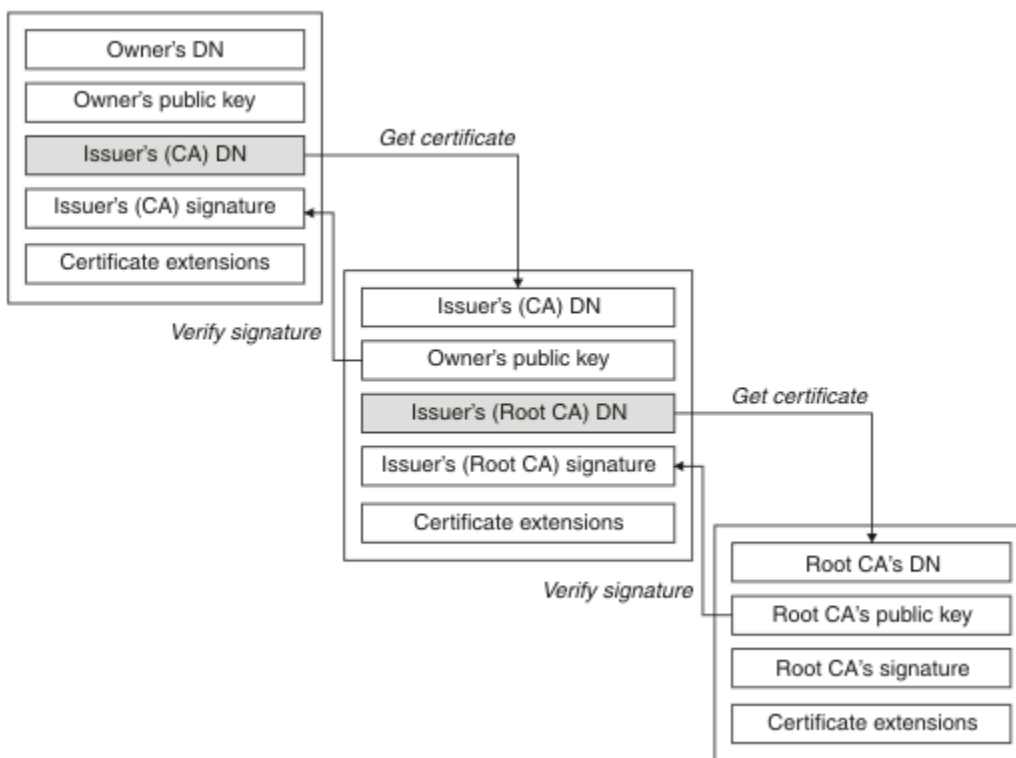 Owner's DN
Owner's public key
Issuer's (CA) DN
Get certificate
Issuer's (CA) signature
Certificate extensions
Verify signature
Issuer's (CA) DN
Owner's public key
Issuer's (Root CA) DN
Get certificate
Issuer's (Root CA) signature
Certificate extensions
Verify signature
Root CA's DN
Root CA's public key
Root CA's signature
Certificate extensions